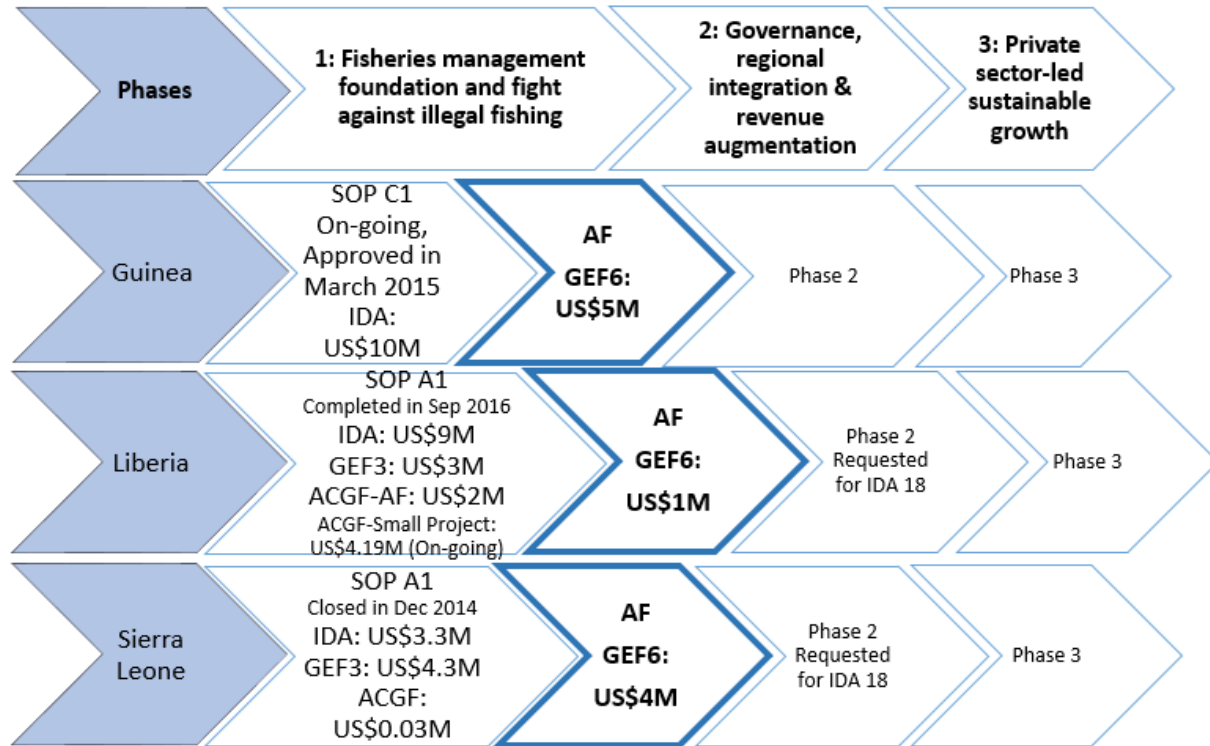 Phases
1: Fisheries management
foundation and fight
against illegal fishing
2: Governance,
regional
integration &
revenue
augmentation
3: Private
sector-led
sustainable
growth
Guinea
SOP C1
On-going,
Approved in
March 2015
IDA:
US$10M
AF
GEF6:
US$5M
Phase 2
Phase 3
Liberia
SOP A1
Completed in Sep 2016
IDA: US$9M
GEF3: US$3M
ACGF-AF: US$2M
ACGF-Small Project:
US$4.19M (On-going)
AF
GEF6:
US$1M
Phase 2
Requested
for IDA 18
Phase 3
Sierra
Leone
SOP A1
Closed in Dec 2014
IDA: US$3.3M
GEF3: US$4.3M
ACGF:
US$0.03M
AF
GEF6:
US$4M
Phase 2
Requested
for IDA 18
Phase 3